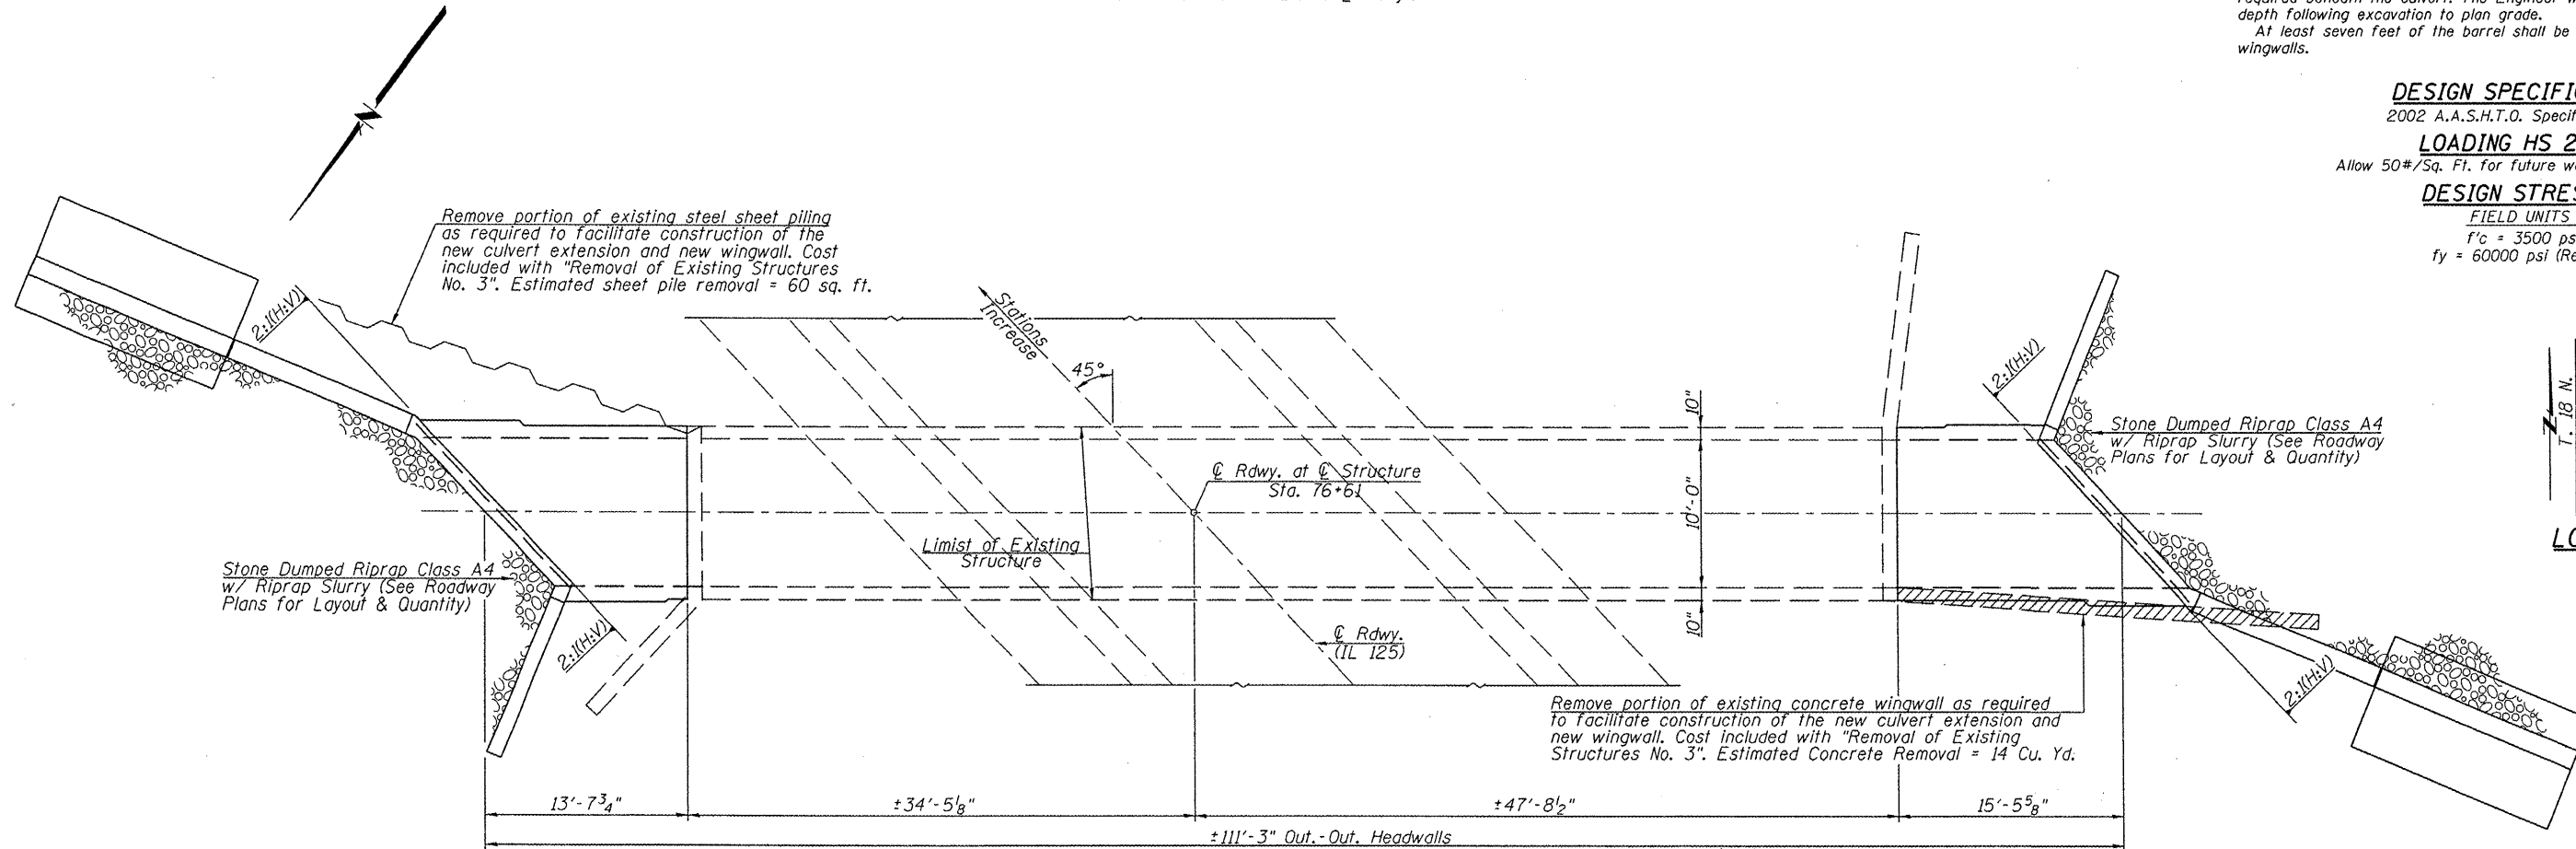 depth following excavation to plan grade.
At least seven feet of the barrel shall be
wingwalls.
DESIGN SPECIFI
2002 A.A.S.H.T.O. Specif
LOADING HS 2
Allow 50#/Sq. Ft. for future w
DESIGN STRES
FIELD UNITS
f'c = 3500 ps
fy = 60000 psi (Re
N
Remove portion of existing steel sheet piling
as required to facilitate construction of the
new culvert extension and new wingwall. Cost
included with "Removal of Existing Structures
No. 3". Estimated sheet pile removal = 60 sq. ft.
2:1(H:V)
Stations
Increase
45°
2:1(H:V)
10"
Stone Dumped Riprap Class A4
w/ Riprap Slurry (See Roadway
Plans for Layout & Quantity)
N
T. 18 N.
℄ Rdwy. at ℄ Structure
Sta. 76+61
10'-0"
Limist of Existing
Structure
LO
Stone Dumped Riprap Class A4
w/ Riprap Slurry (See Roadway
Plans for Layout & Quantity)
2:1(H:V)
10"
℄ Rdwy.
(IL 125)
2:1(H:V)
Remove portion of existing concrete wingwall as required
to facilitate construction of the new culvert extension and
new wingwall. Cost included with "Removal of Existing
Structures No. 3". Estimated Concrete Removal = 14 Cu. Yd.
13'-7¾"
±34'-5⅛"
±47'-8½"
15'-5⅝"
±111'-3" Out.-Out. Headwalls